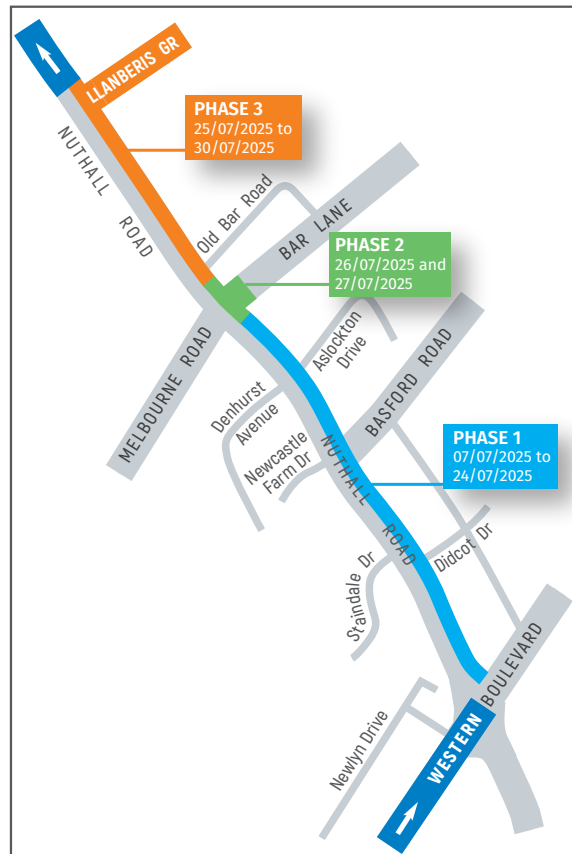 LLANBERIS GR
PHASE 3
25/07/2025 to
30/07/2025
NUTHALL
ROAD
Old Bar Road
BAR LANE
PHASE 2
26/07/2025 and
27/07/2025
MELBOURNE ROAD
Aslockton
Drive
Denhurst
Avenue
BASFORD ROAD
Newcastle
Farm Dr
PHASE 1
07/07/2025 to
24/07/2025
NUTHALL
ROAD
Didcot Dr
Staindale Dr
BOULEVARD
WESTERN
Newlyn Drive